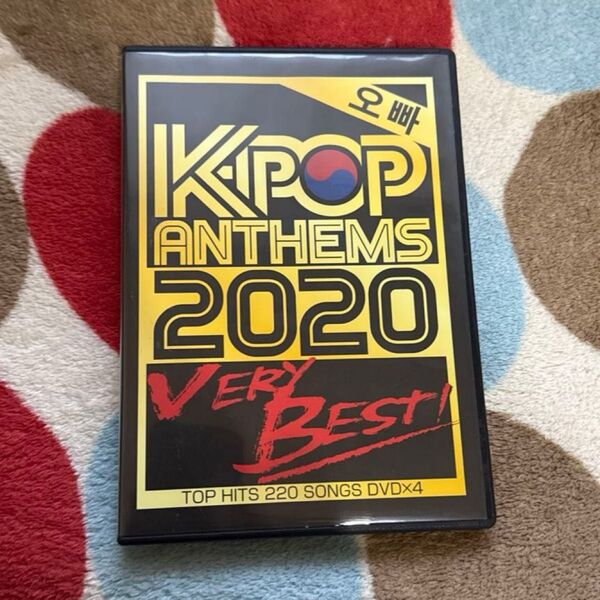 오빠
K-POP
ANTHEMS
2020
VERY
BEST!
TOP HITS 220 SONGS DVD×4